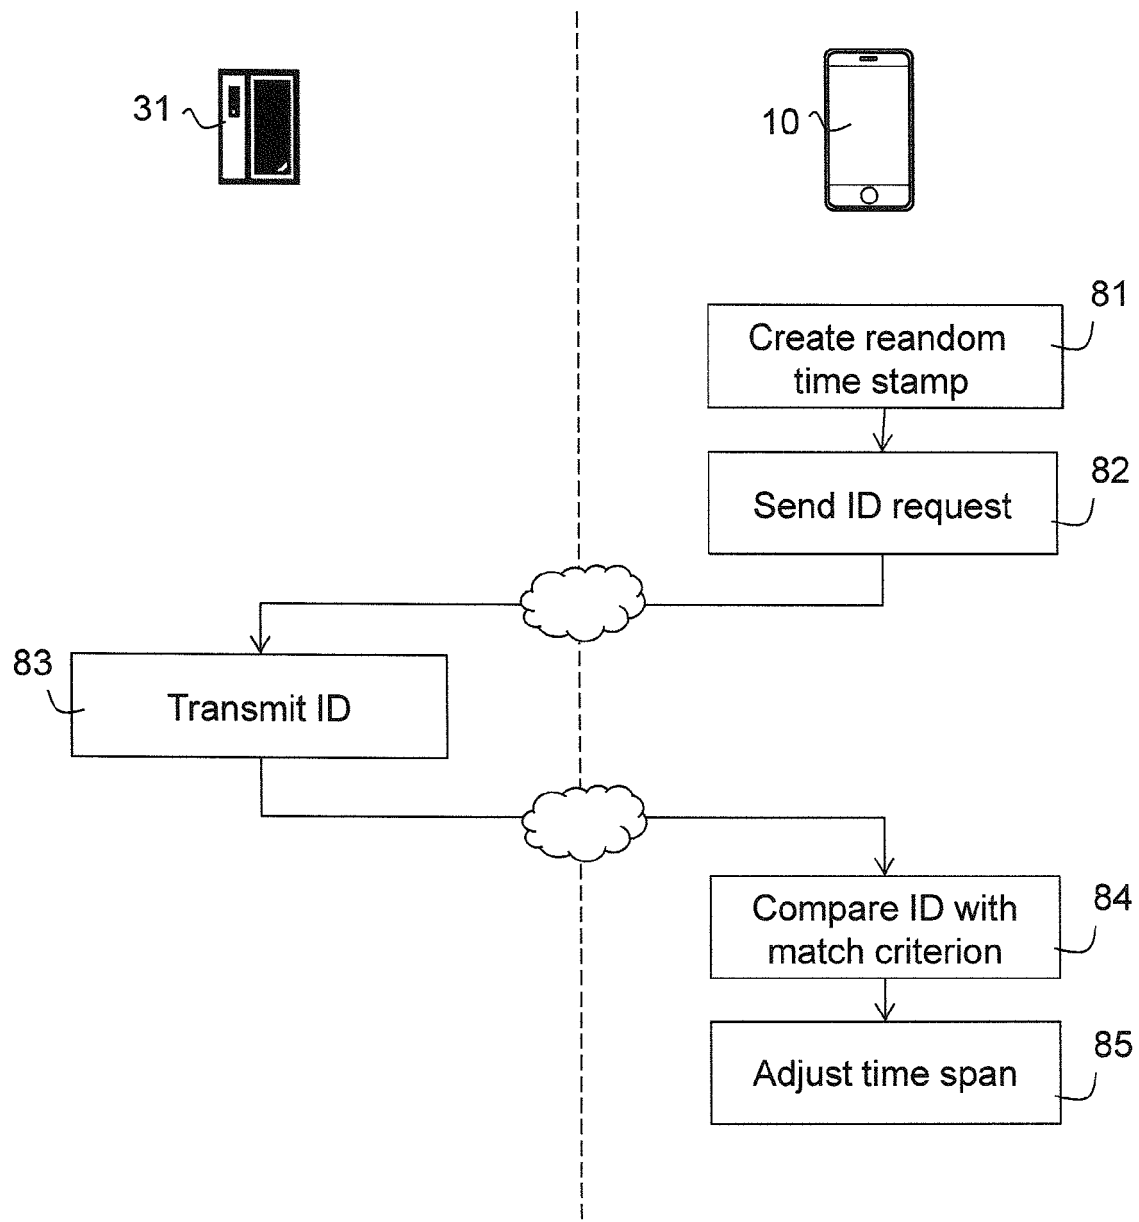 31
10
81
Create reandom
time stamp
82
Send ID request
83
Transmit ID
84
Compare ID with
match criterion
85
Adjust time span